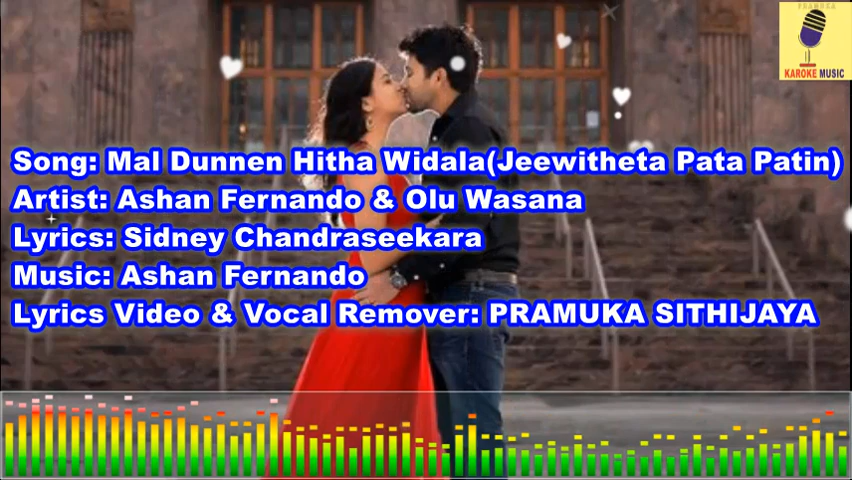 PRAMUKA
KAROKE MUSIC
Song: Mal Dunnen Hitha Widala(Jeewitheta Pata Patin)
Artist: Ashan Fernando & Olu Wasana
Lyrics: Sidney Chandraseekara
Music: Ashan Fernando
Lyrics Video & Vocal Remover: PRAMUKA SITHIJAYA